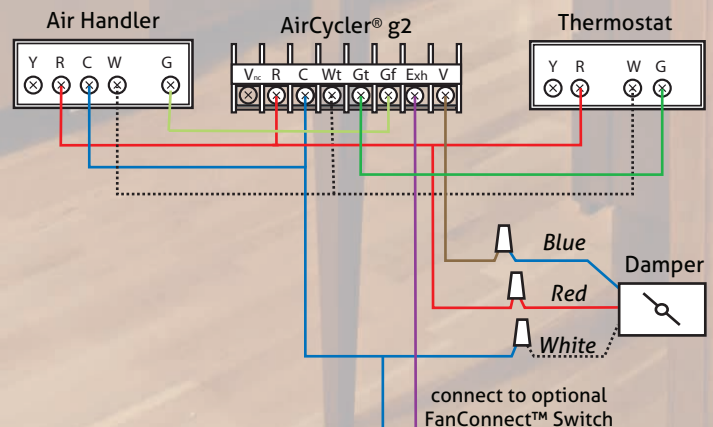 Air Handler
AirCycler® g2
Thermostat
Y R C W G
Vnc R C Wt Gt Gf Exh V
Y R W G
Blue
Damper
Red
White
connect to optional
FanConnect™ Switch